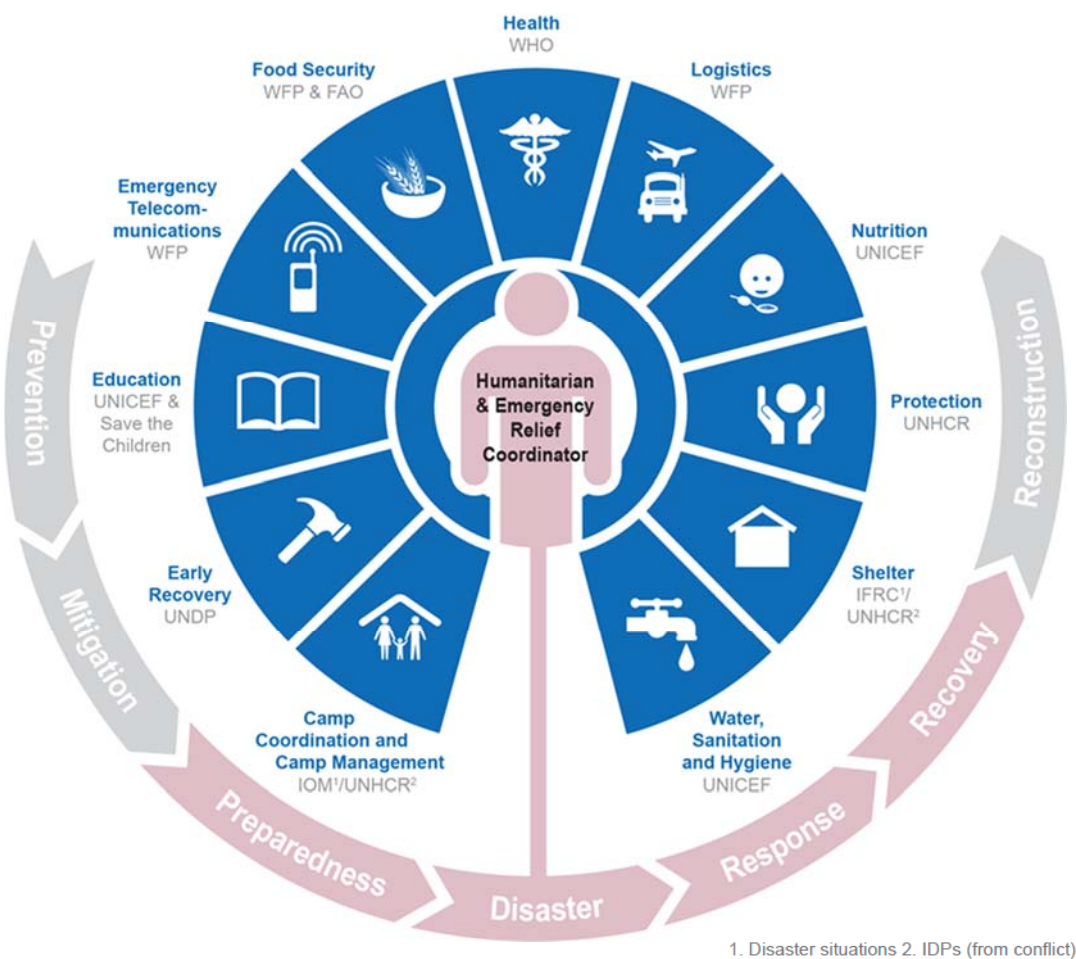 Health
WHO
Food Security
WFP & FAO
Logistics
WFP
Emergency
Telecom-
munications
WFP
Nutrition
UNICEF
Education
UNICEF &
Save the
Children
Humanitarian
& Emergency
Relief
Coordinator
Protection
UNHCR
Early
Recovery
UNDP
Shelter
IFRC¹/
UNHCR²
Camp
Coordination and
Camp Management
IOM¹/UNHCR²
Water,
Sanitation
and Hygiene
UNICEF
Prevention
Mitigation
Preparedness
Disaster
Response
Recovery
Reconstruction
1. Disaster situations 2. IDPs (from conflict)